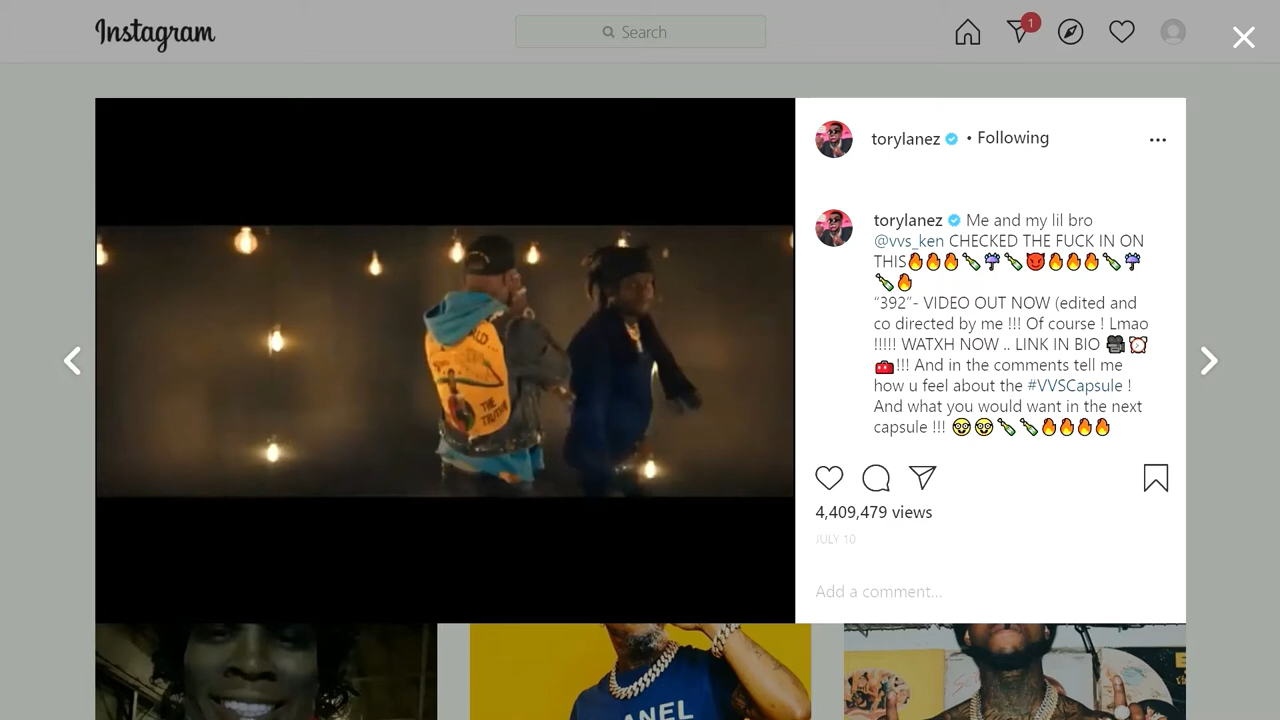 Instagram
Search
1
torylanez • Following
torylanez Me and my lil bro
@vvs_ken CHECKED THE FUCK IN ON
THIS🔥🔥🔥🍾☔🍾😈🔥🔥🔥🍾☔
🍾🔥
“392”- VIDEO OUT NOW (edited and
co directed by me !!! Of course ! Lmao
!!!!! WATXH NOW .. LINK IN BIO 🎥⏰
🧰!!! And in the comments tell me
how u feel about the #VVSCapsule !
And what you would want in the next
capsule !!! 🥸🥸🍾🍾🔥🔥🔥🔥
4,409,479 views
JULY 10
Add a comment...
THE
TRUTH
ANEL